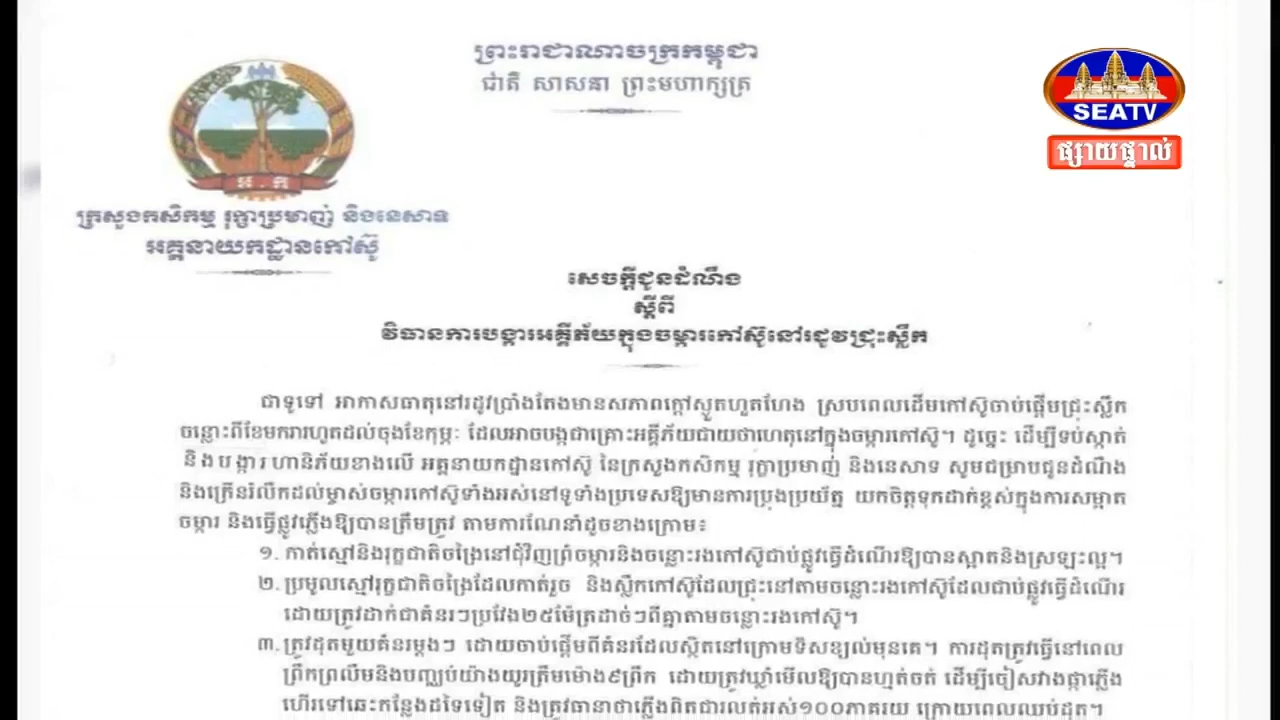 ព្រះរាជាណាចក្រកម្ពុជា
ជាតិ សាសនា ព្រះមហាក្សត្រ
SEATV
ផ្សាយផ្ទាល់
អ.ក
ក្រសួងកសិកម្ម រុក្ខាប្រមាញ់ និងនេសាទ
អគ្គនាយកដ្ឋានកៅស៊ូ
សេចក្តីជូនដំណឹង
ស្តីពី
វិធានការបង្ការអគ្គីភ័យក្នុងចម្ការកៅស៊ូនៅរដូវជ្រុះស្លឹក
ជាទូទៅ អាកាសធាតុនៅរដូវប្រាំងតែងមានសភាពក្តៅស្ងួតហួតហែង ស្របពេលដើមកៅស៊ូចាប់ផ្តើមជ្រុះស្លឹក
ចន្លោះពីខែមករារហូតដល់ចុងខែកុម្ភៈ ដែលអាចបង្កជាគ្រោះអគ្គីភ័យជាយថាហេតុនៅក្នុងចម្ការកៅស៊ូ។ ដូច្នេះ ដើម្បីទប់ស្កាត់
និងបង្ការ ហានិភ័យខាងលើ អគ្គនាយកដ្ឋានកៅស៊ូ នៃក្រសួងកសិកម្ម រុក្ខាប្រមាញ់ និងនេសាទ សូមជម្រាបជូនដំណឹង
និងក្រើនរំលឹកដល់ម្ចាស់ចម្ការកៅស៊ូទាំងអស់នៅទូទាំងប្រទេសឱ្យមានការប្រុងប្រយ័ត្ន យកចិត្តទុកដាក់ខ្ពស់ក្នុងការសម្អាត
ចម្ការ និងធ្វើផ្លូវភ្លើងឱ្យបានត្រឹមត្រូវ តាមការណែនាំដូចខាងក្រោម៖
១. កាត់ស្មៅនិងរុក្ខជាតិចង្រៃនៅជុំវិញព្រំចម្ការនិងចន្លោះរងកៅស៊ូជាប់ផ្លូវធ្វើដំណើរឱ្យបានស្អាតនិងស្រឡះល្អ។
២. ប្រមូលស្មៅរុក្ខជាតិចង្រៃដែលកាត់រួច និងស្លឹកកៅស៊ូដែលជ្រុះនៅតាមចន្លោះរងកៅស៊ូដែលជាប់ផ្លូវធ្វើដំណើរ
ដោយត្រូវដាក់ជាគំនរៗប្រវែង២៥ម៉ែត្រដាច់ៗពីគ្នាតាមចន្លោះរងកៅស៊ូ។
៣. ត្រូវដុតមួយគំនរម្តងៗ ដោយចាប់ផ្តើមពីគំនរដែលស្ថិតនៅក្រោមទិសខ្យល់មុនគេ។ ការដុតត្រូវធ្វើនៅពេល
ព្រឹកព្រលឹមនិងបញ្ឈប់យ៉ាងយូរត្រឹមម៉ោង៩ព្រឹក ដោយត្រូវឃ្លាំមើលឱ្យបានហ្មត់ចត់ ដើម្បីចៀសវាងផ្កាភ្លើង
ហើរទៅឆេះកន្លែងដទៃទៀត និងត្រូវធានាថាភ្លើងពិតជារលត់អស់១០០ភាគរយ ក្រោយពេលឈប់ដុត។